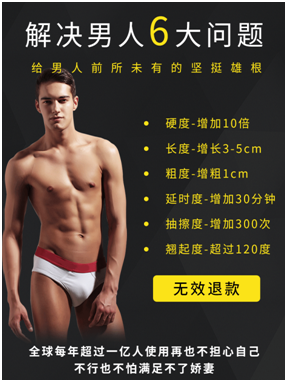 解决男人6大问题
给男人前所未有的坚挺雄根
硬度-增加10倍
长度-增长3-5cm
粗度-增粗1cm
延时度-增加30分钟
抽擦度-增加300次
翘起度-超过120度
无效退款
全球每年超过一亿人使用再也不担心自己
不行也不怕满足不了娇妻